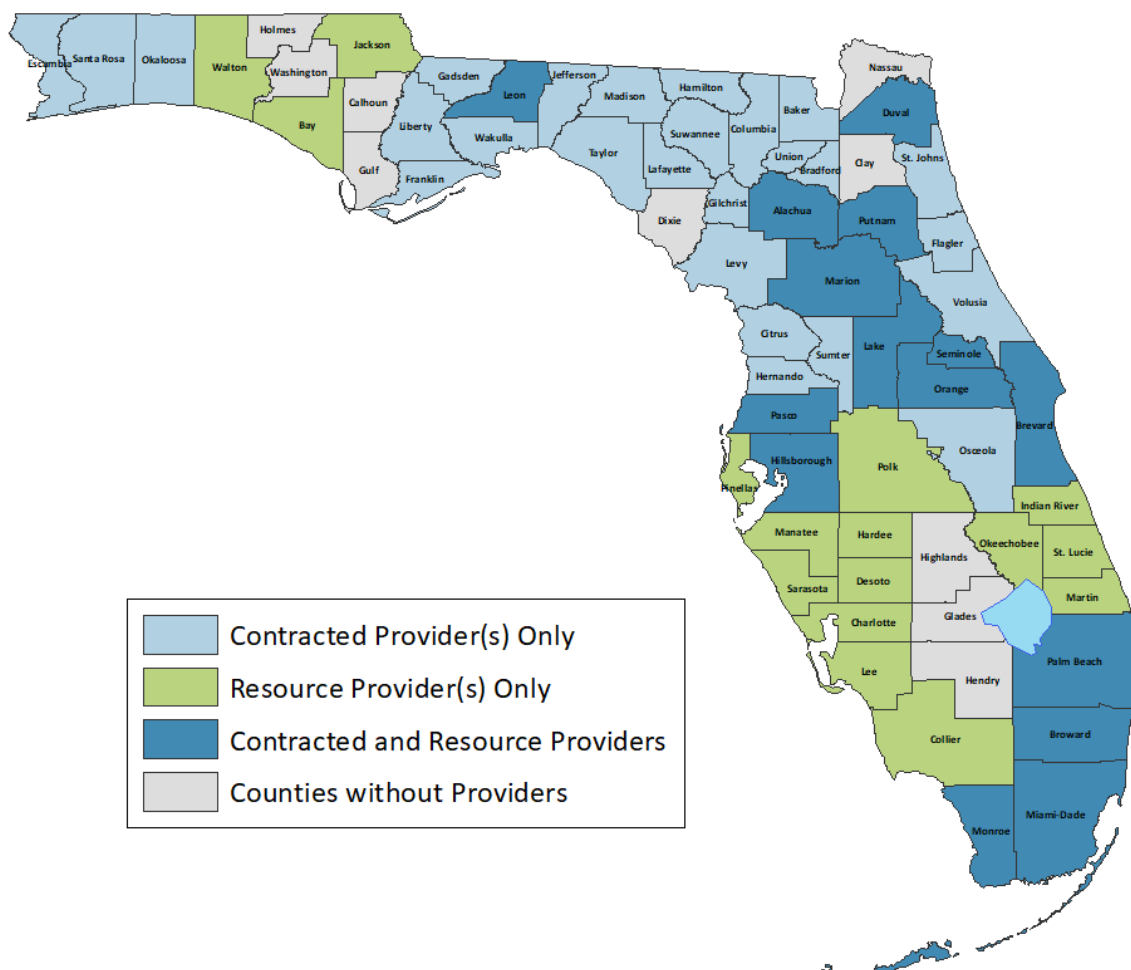 Holmes
Jackson
Escambia
Santa Rosa
Okaloosa
Walton
Washington
Calhoun
Bay
Gulf
Gadsden
Leon
Jefferson
Liberty
Wakulla
Franklin
Madison
Hamilton
Taylor
Suwannee
Lafayette
Columbia
Baker
Nassau
Duval
Union
Bradford
Clay
St. Johns
Gilchrist
Dixie
Alachua
Putnam
Flagler
Levy
Marion
Volusia
Citrus
Sumter
Lake
Seminole
Hernando
Orange
Pasco
Brevard
Hillsborough
Polk
Osceola
Pinellas
Indian River
Manatee
Hardee
Highlands
Okeechobee
St. Lucie
Sarasota
Desoto
Martin
Charlotte
Glades
Lee
Hendry
Palm Beach
Collier
Broward
Monroe
Miami-Dade
Contracted Provider(s) Only
Resource Provider(s) Only
Contracted and Resource Providers
Counties without Providers